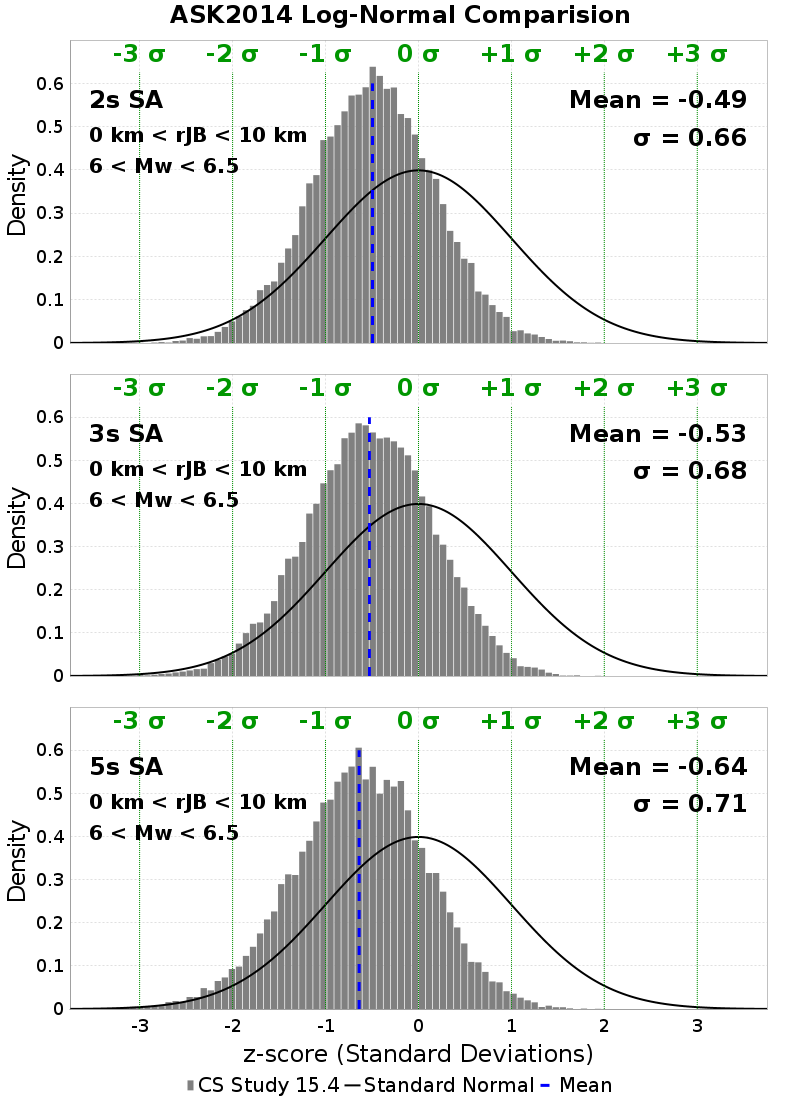 ASK2014 Log-Normal Comparision
-3 σ -2 σ -1 σ 0 σ +1 σ +2 σ +3 σ
0.6
2s SA
Mean = -0.49
0.5
0 km < rJB < 10 km
σ = 0.66
0.4
6 < Mw < 6.5
0.3
0.2
0.1
0
Density
-3 σ -2 σ -1 σ 0 σ +1 σ +2 σ +3 σ
0.6
3s SA
Mean = -0.53
0.5
0 km < rJB < 10 km
σ = 0.68
0.4
6 < Mw < 6.5
0.3
0.2
0.1
0
Density
-3 σ -2 σ -1 σ 0 σ +1 σ +2 σ +3 σ
0.6
5s SA
Mean = -0.64
0.5
0 km < rJB < 10 km
σ = 0.71
0.4
6 < Mw < 6.5
0.3
0.2
0.1
0
Density
-3 -2 -1 0 1 2 3
z-score (Standard Deviations)
CS Study 15.4 Standard Normal Mean